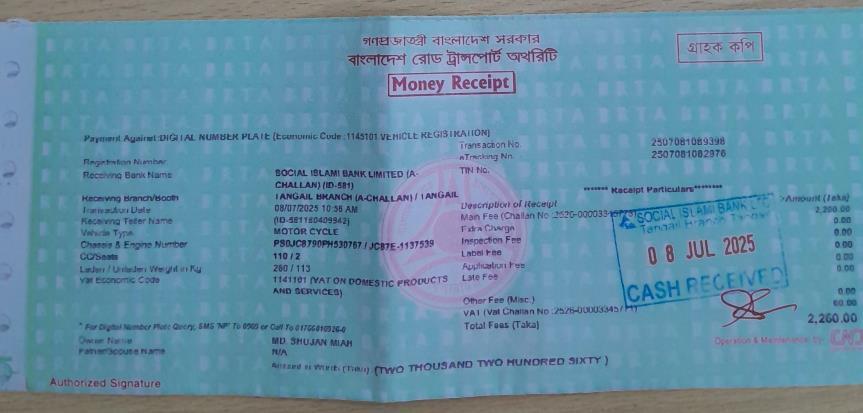 গণপ্রজাতন্ত্রী বাংলাদেশ সরকার
বাংলাদেশ রোড ট্রান্সপোর্ট অথরিটি
গ্রাহক কপি
Money Receipt
Payment Against :DIGITAL NUMBER PLATE (Economic Code :1145101 VEHICLE REGISTRATION)
Transaction No. 2507081089398
eTracking No. 2507081082976
TIN No.
Registration Number
Receiving Bank Name SOCIAL ISLAMI BANK LIMITED (A-
CHALLAN) (ID-581)
Receiving Branch/Booth TANGAIL BRANCH (A-CHALLAN) / TANGAIL
Transaction Date 08/07/2025 10:56 AM
Receiving Teller Name (ID-581160409942)
Vehicle Type MOTOR CYCLE
Chassis & Engine Number PS0JC8790PH530767 / JC87E-1137539
CC/Seats 110 / 2
Laden / Unladen Weight in Kg 260 / 113
Vat Economic Code 1141101 (VAT ON DOMESTIC PRODUCTS
AND SERVICES)
******* Receipt Particulars********
Description of Receipt >Amount (Taka)
Main Fee (Challan No :2526-00003345 2,200.00
Extra Charge 0.00
Inspection Fee 0.00
Label Fee 0.00
Application Fee 0.00
Late Fee 0.00
Other Fee (Misc.) 0.00
VAT (Vat Challan No :2526-00003345 60.00
Total Fees (Taka) 2,260.00
SOCIAL ISLAMI BANK LTD
Tangail Branch Tangail
08 JUL 2025
CASH RECEIVED
* For Digital Number Plate Query, SMS 'NP' To 6969 or Call To
Owner Name MD. SHUJAN MIAH
Father/Spouse Name N/A
Amount in Words (Taka) (TWO THOUSAND TWO HUNDRED SIXTY )
Operation & Maintenance by
Authorized Signature